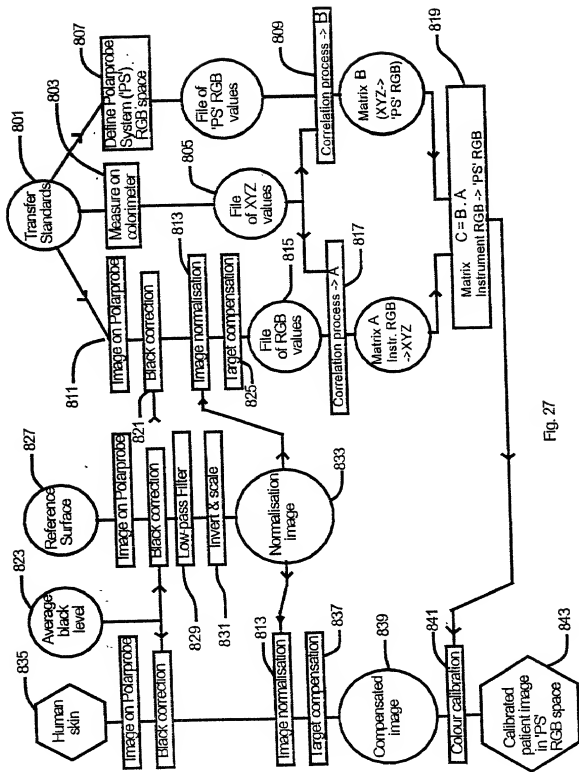 801
Transfer
Standards
803
807
Measure on
colorimeter
Define Polarprobe
System ('PS')
RGB space
805
File
of XYZ
values
File of
'PS' RGB
values
809
Correlation process -> B
Matrix B
(XYZ->
'PS' RGB)
811
Image on Polarprobe
Black correction
821
813
Image normalisation
Target compensation
825
815
File
of RGB
values
817
Correlation process -> A
Matrix A
Instr. RGB
->XYZ
819
C = B . A
Matrix
Instrument RGB -> 'PS' RGB
827
Reference
Surface
Image on Polarprobe
Black correction
Low-pass Filter
829
Invert & scale
831
Normalisation
image
833
823
Average
black
level
835
Human
skin
Image on Polarprobe
Black correction
Image normalisation
813
Target compensation
837
Compensated
image
839
Colour calibration
841
Calibrated
patient image
in 'PS'
RGB space
843
Fig. 27